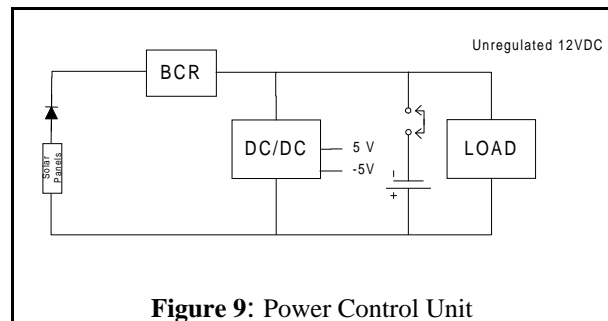 Unregulated 12VDC
BCR
Solar
Panels
DC/DC
5 V
-5V
-
+
LOAD
Figure 9: Power Control Unit